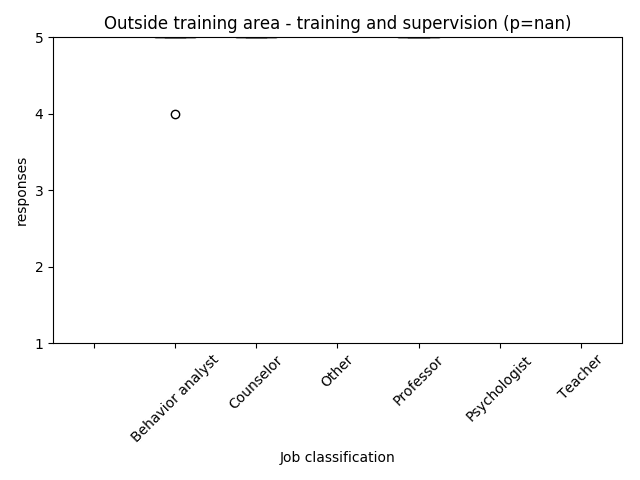 Outside training area - training and supervision (p=nan)
5
4
3
2
1
responses
Behavior analyst
Counselor
Other
Professor
Psychologist
Teacher
Job classification